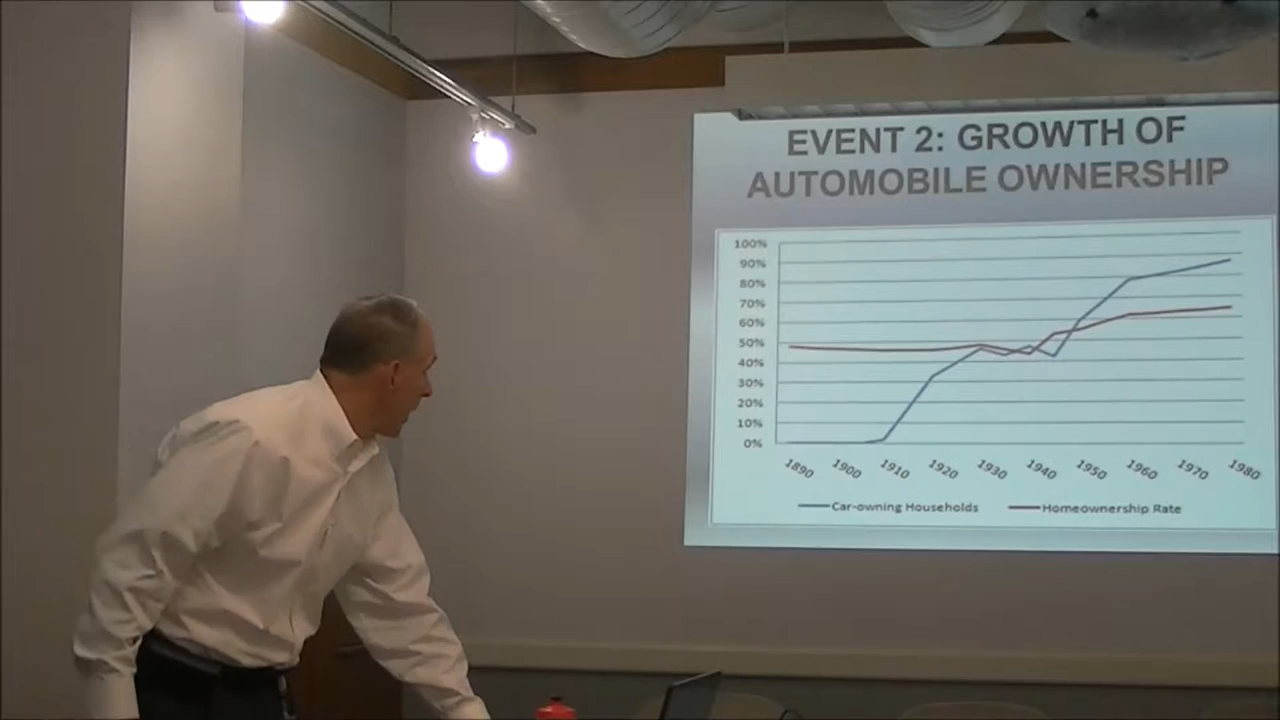 EVENT 2: GROWTH OF
AUTOMOBILE OWNERSHIP
100%
90%
80%
70%
60%
50%
40%
30%
20%
10%
0%
1890 1900 1910 1920 1930 1940 1950 1960 1970 1980
Car-owning Households Homeownership Rate